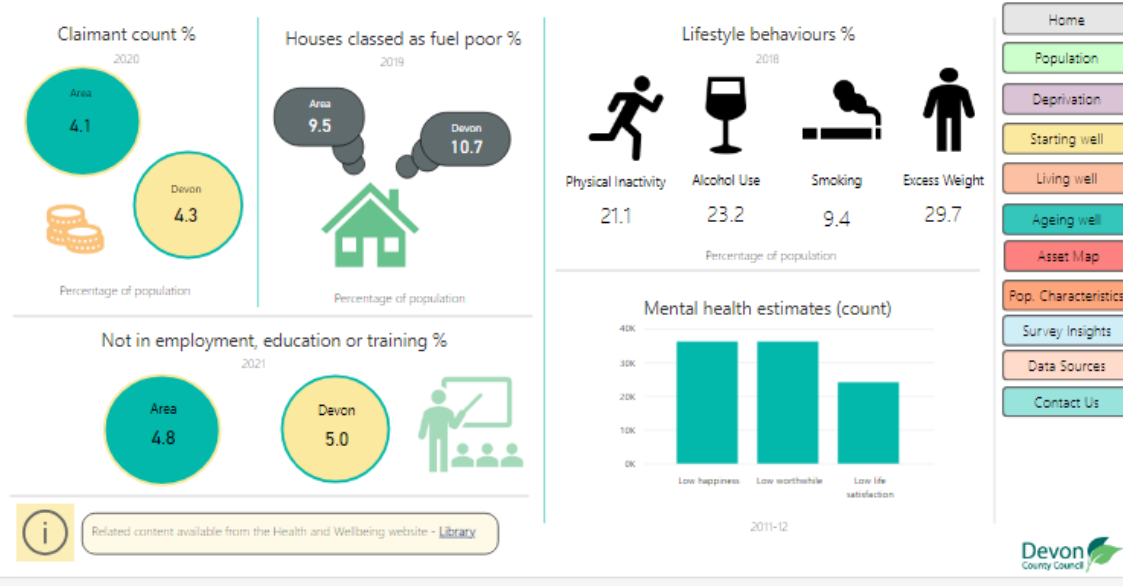 Claimant count %
2020
Area
4.1
Devon
4.3
Percentage of population
Houses classed as fuel poor %
2019
Area
9.5
Devon
10.7
Percentage of population
Not in employment, education or training %
2021
Area
4.8
Devon
5.0
i
Related content available from the Health and Wellbeing website - Library
Lifestyle behaviours %
2018
Physical Inactivity
21.1
Alcohol Use
23.2
Smoking
9.4
Excess Weight
29.7
Percentage of population
Mental health estimates (count)
40K
30K
20K
10K
0K
Low happiness
Low worthwhile
Low life
satisfaction
2011-12
Home
Population
Deprivation
Starting well
Living well
Ageing well
Asset Map
Pop. Characteristics
Survey Insights
Data Sources
Contact Us
Devon
County Council